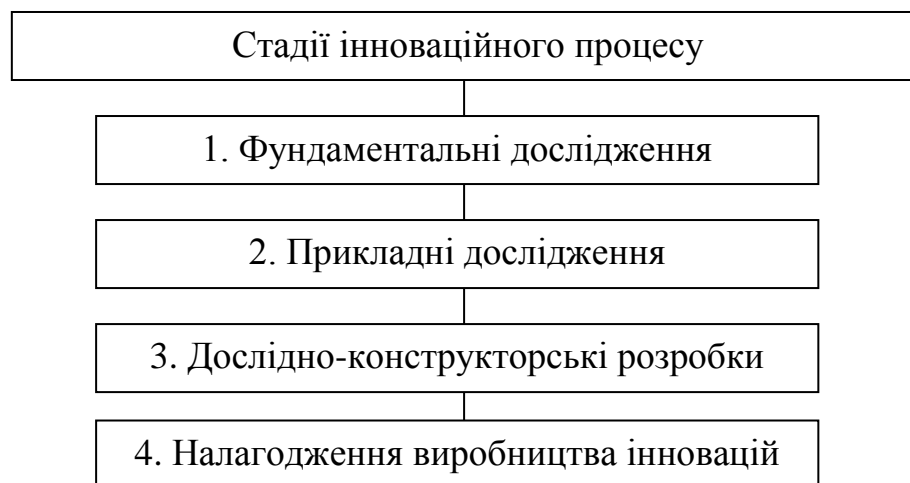 Стадії інноваційного процесу
1. Фундаментальні дослідження
2. Прикладні дослідження
3. Дослідно-конструкторські розробки
4. Налагодження виробництва інновацій